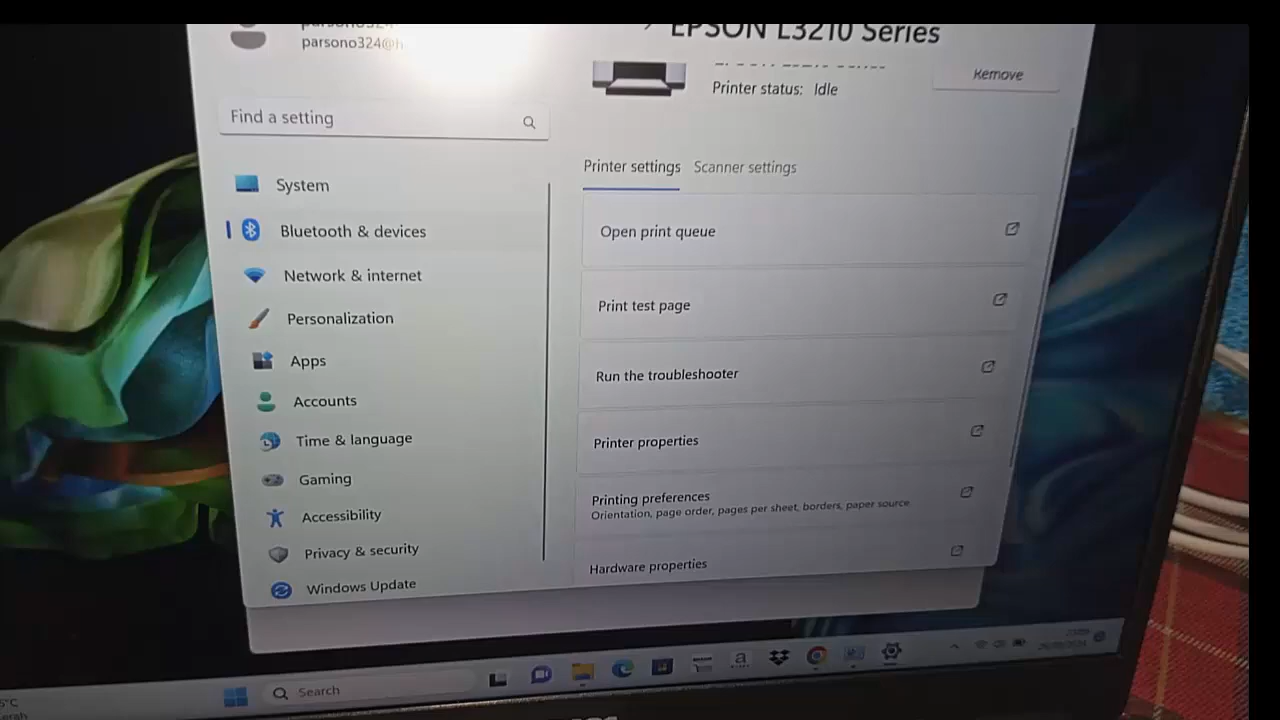 EPSON L3210 Series
parsono324@h
Printer status: Idle
Remove
Find a setting
Printer settings
Scanner settings
System
Bluetooth & devices
Network & internet
Personalization
Apps
Accounts
Time & language
Gaming
Accessibility
Privacy & security
Windows Update
Open print queue
Print test page
Run the troubleshooter
Printer properties
Printing preferences
Orientation, page order, pages per sheet, borders, paper source
Hardware properties
Search